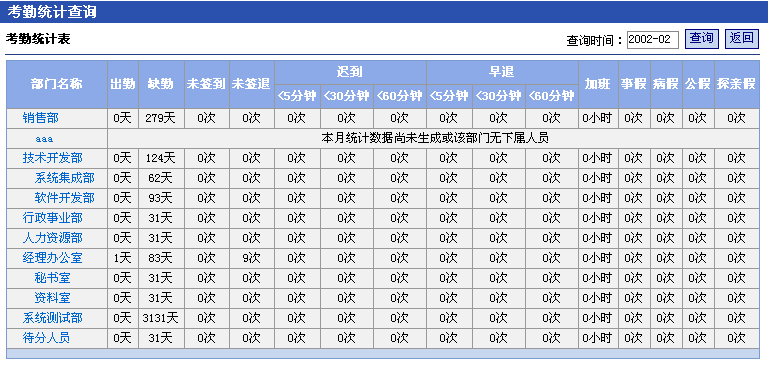 考勤统计查询
考勤统计表 查询时间：2002-02 查询 返回
部门名称 出勤 缺勤 未签到 未签退 迟到 早退 加班 事假 病假 公假 探亲假
<5分钟 <30分钟 <60分钟 <5分钟 <30分钟 <60分钟
销售部 0天 279天 0次 0次 0次 0次 0次 0次 0次 0次 0小时 0次 0次 0次 0次
aaa 本月统计数据尚未生成或该部门无下属人员
技术开发部 0天 124天 0次 0次 0次 0次 0次 0次 0次 0次 0小时 0次 0次 0次 0次
系统集成部 0天 62天 0次 0次 0次 0次 0次 0次 0次 0次 0小时 0次 0次 0次 0次
软件开发部 0天 93天 0次 0次 0次 0次 0次 0次 0次 0次 0小时 0次 0次 0次 0次
行政事业部 0天 31天 0次 0次 0次 0次 0次 0次 0次 0次 0小时 0次 0次 0次 0次
人力资源部 0天 31天 0次 0次 0次 0次 0次 0次 0次 0次 0小时 0次 0次 0次 0次
经理办公室 1天 83天 0次 9次 0次 0次 0次 0次 0次 0次 0小时 0次 0次 0次 0次
秘书室 0天 31天 0次 0次 0次 0次 0次 0次 0次 0次 0小时 0次 0次 0次 0次
资料室 0天 31天 0次 0次 0次 0次 0次 0次 0次 0次 0小时 0次 0次 0次 0次
系统测试部 0天 3131天 0次 0次 0次 0次 0次 0次 0次 0次 0小时 0次 0次 0次 0次
待分人员 0天 31天 0次 0次 0次 0次 0次 0次 0次 0次 0小时 0次 0次 0次 0次